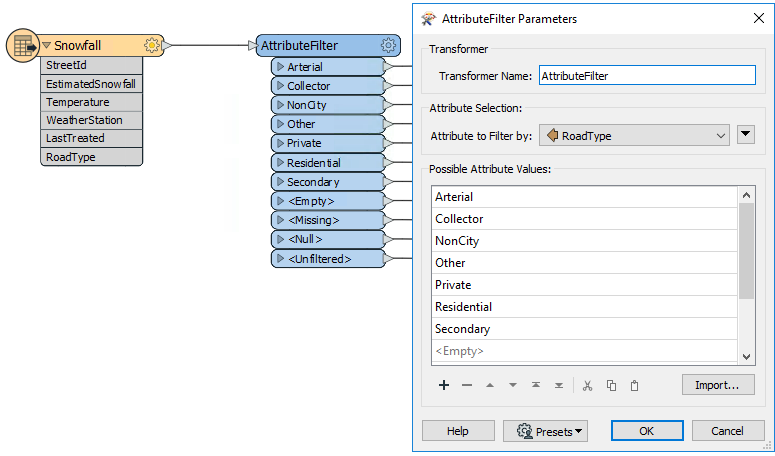 Snowfall
StreetId
EstimatedSnowfall
Temperature
WeatherStation
LastTreated
RoadType
AttributeFilter
Arterial
Collector
NonCity
Other
Private
Residential
Secondary
<Empty>
<Missing>
<Null>
<Unfiltered>
AttributeFilter Parameters
Transformer
Transformer Name: AttributeFilter
Attribute Selection:
Attribute to Filter by: RoadType
Possible Attribute Values:
Arterial
Collector
NonCity
Other
Private
Residential
Secondary
<Empty>
Import...
Help Presets OK Cancel